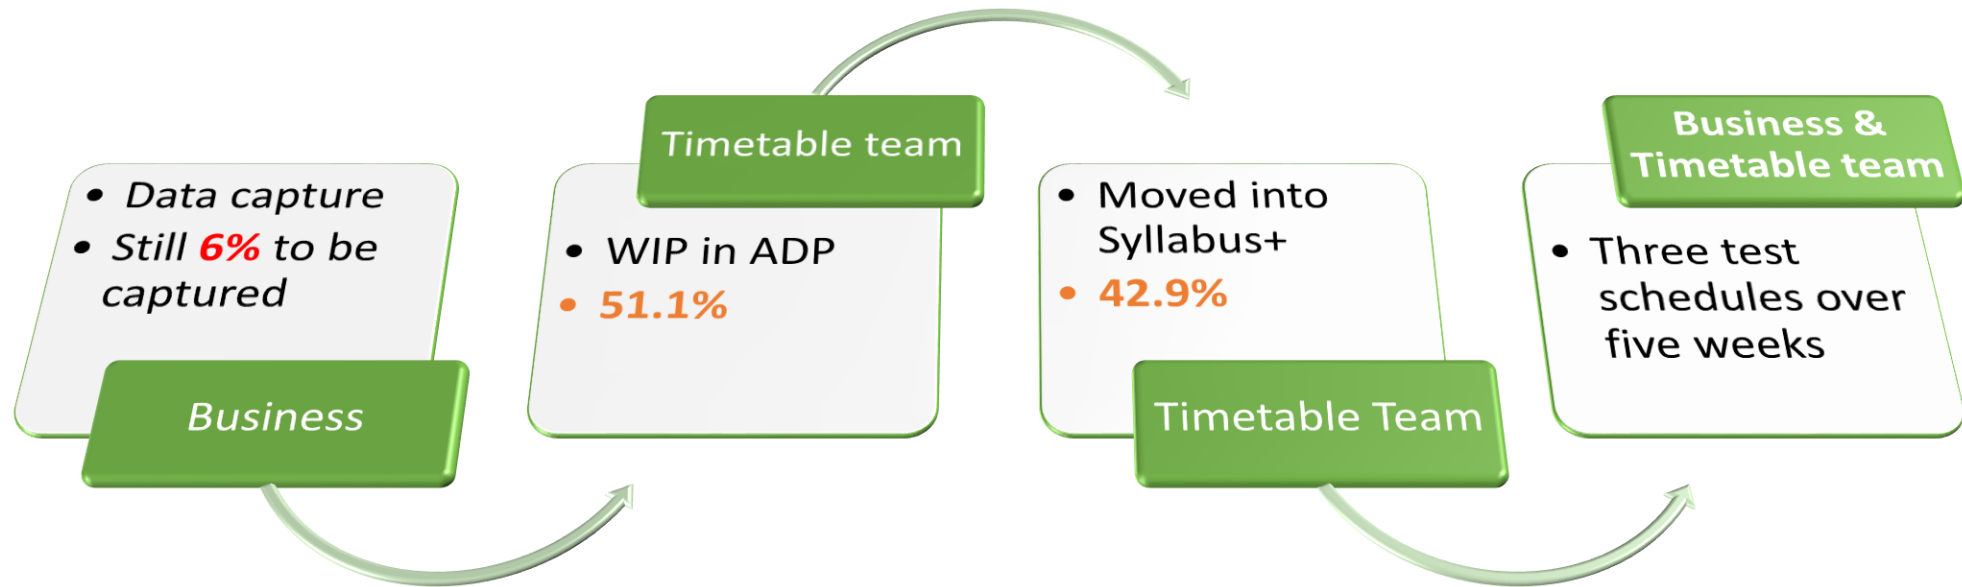 • Data capture
• Still 6% to be
captured
Business
Timetable team
• WIP in ADP
• 51.1%
• Moved into
Syllabus+
• 42.9%
Timetable Team
Business &
Timetable team
• Three test
schedules over
five weeks